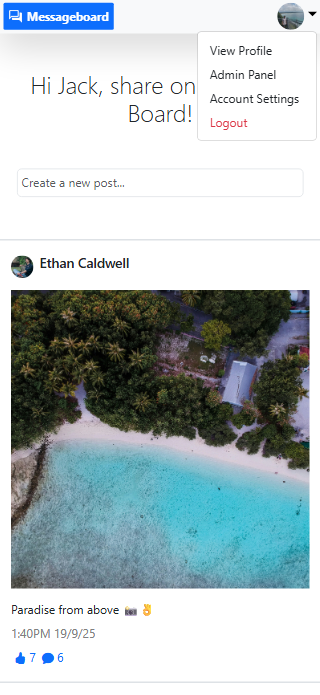 Messageboard
View Profile
Admin Panel
Account Settings
Logout
Hi Jack, share on
Board!
Create a new post...
Ethan Caldwell
Paradise from above 📷 👌
1:40PM 19/9/25
7 6